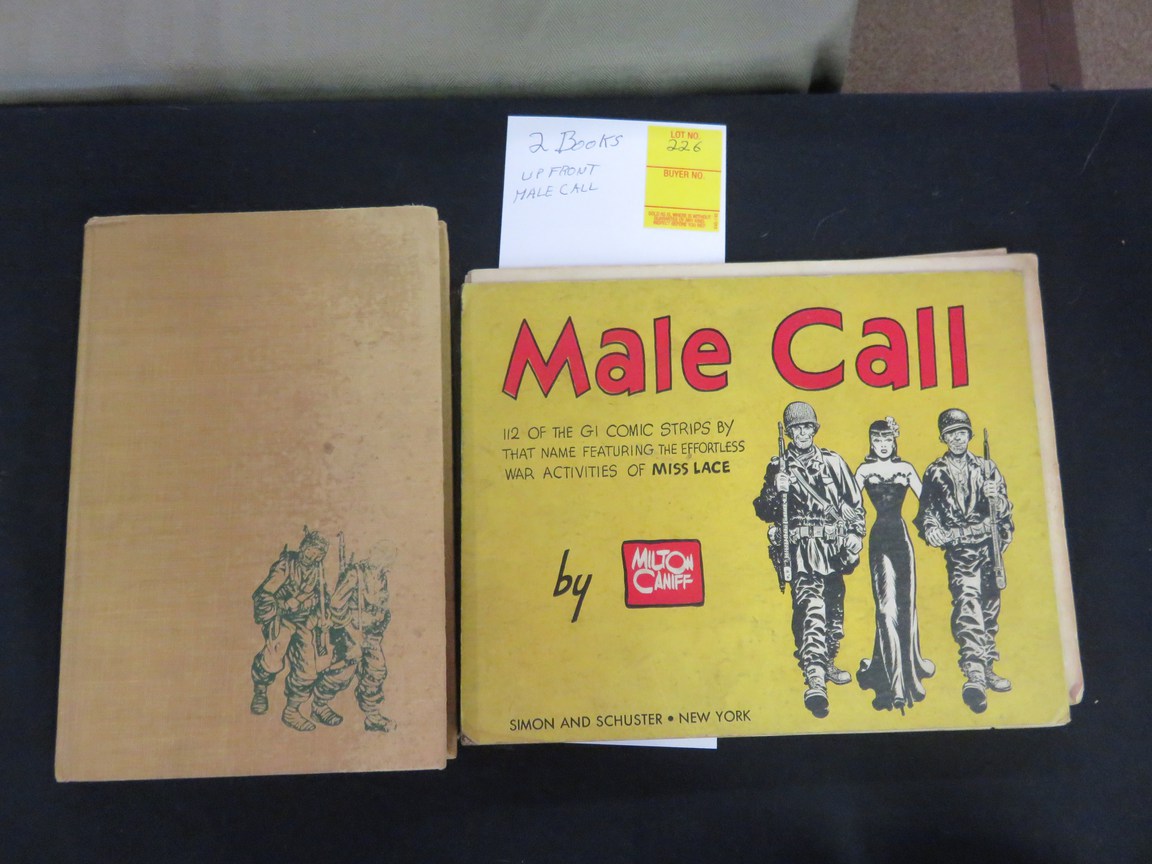 2 BOOKS
UP FRONT
MALE CALL
LOT NO.
226
BUYER NO.
Male Call
112 OF THE GI COMIC STRIPS BY
THAT NAME FEATURING THE EFFORTLESS
WAR ACTIVITIES OF MISS LACE
by
MILTON
CANIFF
SIMON AND SCHUSTER • NEW YORK